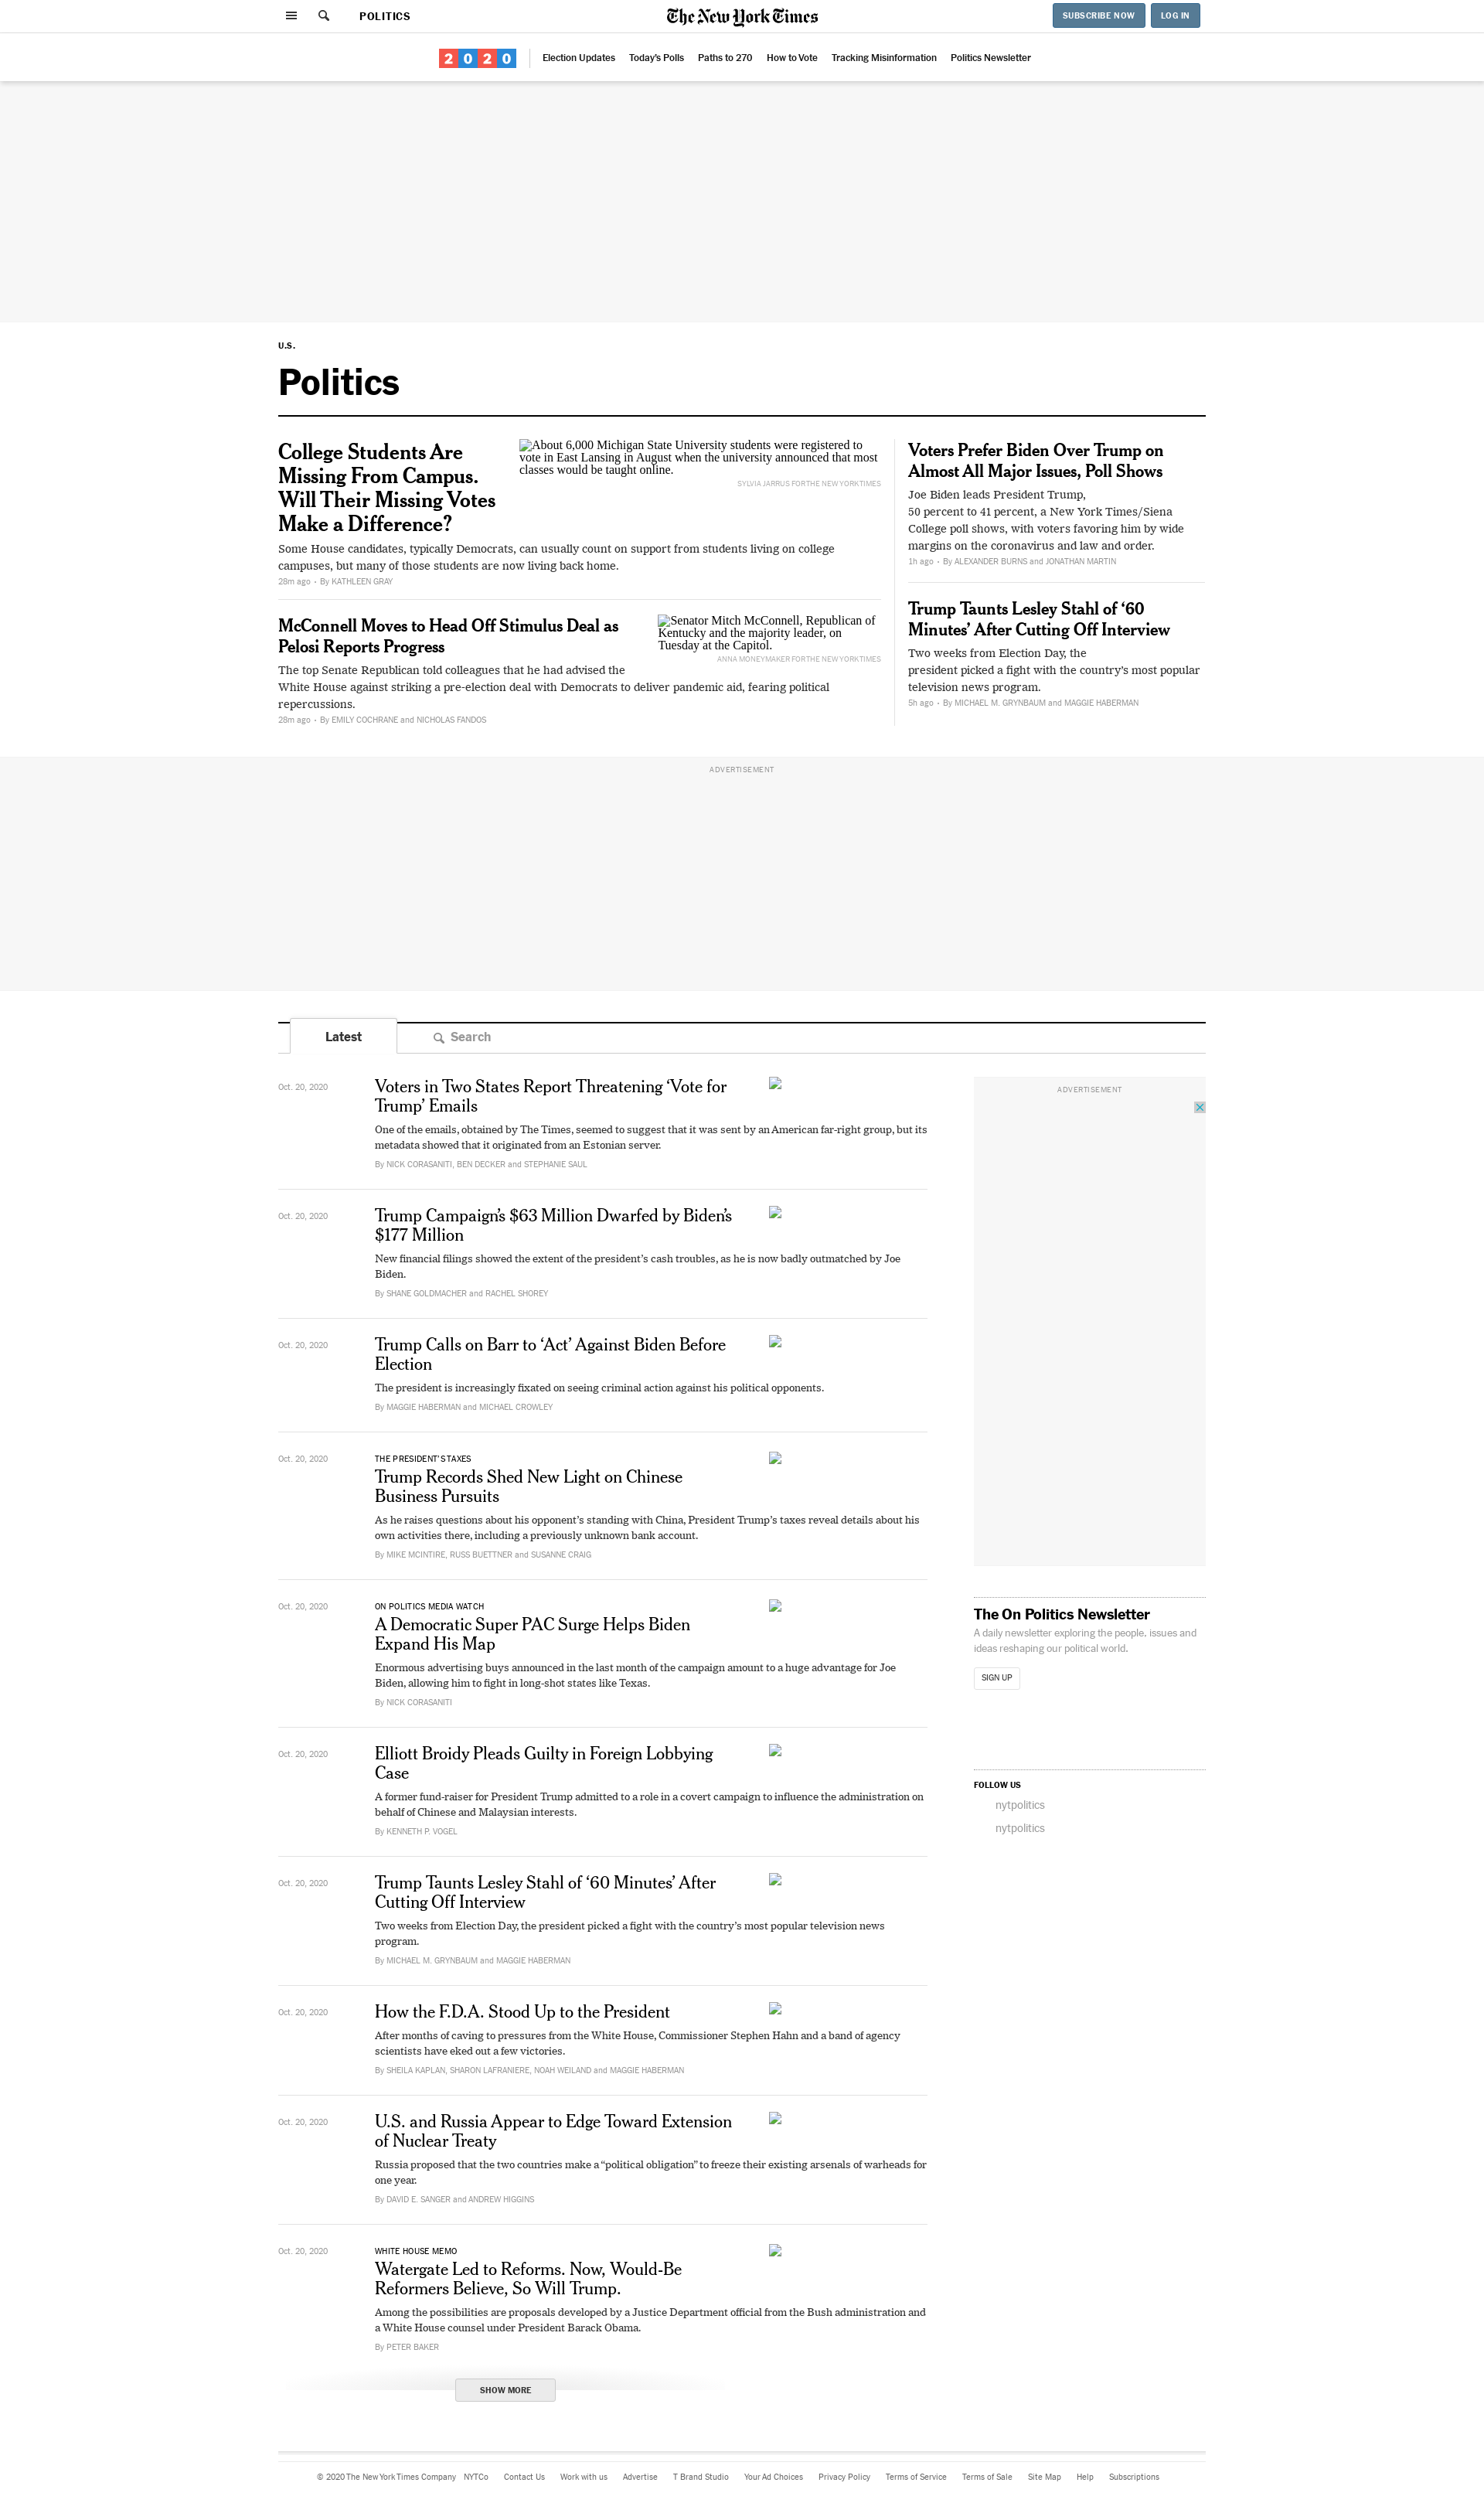 POLITICS
The New York Times
SUBSCRIBE NOW
LOG IN
2020
Election Updates
Today's Polls
Paths to 270
How to Vote
Tracking Misinformation
Politics Newsletter
U.S.
Politics
College Students Are
Missing From Campus.
Will Their Missing Votes
Make a Difference?
About 6,000 Michigan State University students were registered to
vote in East Lansing in August when the university announced that most
classes would be taught online.
SYLVIA JARRUS FOR THE NEW YORK TIMES
Some House candidates, typically Democrats, can usually count on support from students living on college
campuses, but many of those students are now living back home.
28m ago • By KATHLEEN GRAY
McConnell Moves to Head Off Stimulus Deal as
Pelosi Reports Progress
Senator Mitch McConnell, Republican of
Kentucky and the majority leader, on
Tuesday at the Capitol.
ANNA MONEYMAKER FOR THE NEW YORK TIMES
The top Senate Republican told colleagues that he had advised the
White House against striking a pre-election deal with Democrats to deliver pandemic aid, fearing political
repercussions.
28m ago • By EMILY COCHRANE and NICHOLAS FANDOS
Voters Prefer Biden Over Trump on
Almost All Major Issues, Poll Shows
Joe Biden leads President Trump,
50 percent to 41 percent, a New York Times/Siena
College poll shows, with voters favoring him by wide
margins on the coronavirus and law and order.
1h ago • By ALEXANDER BURNS and JONATHAN MARTIN
Trump Taunts Lesley Stahl of ‘60
Minutes’ After Cutting Off Interview
Two weeks from Election Day, the
president picked a fight with the country’s most popular
television news program.
5h ago • By MICHAEL M. GRYNBAUM and MAGGIE HABERMAN
ADVERTISEMENT
Latest
Search
Oct. 20, 2020
Voters in Two States Report Threatening ‘Vote for
Trump’ Emails
One of the emails, obtained by The Times, seemed to suggest that it was sent by an American far-right group, but its
metadata showed that it originated from an Estonian server.
By NICK CORASANITI, BEN DECKER and STEPHANIE SAUL
Oct. 20, 2020
Trump Campaign’s $63 Million Dwarfed by Biden’s
$177 Million
New financial filings showed the extent of the president’s cash troubles, as he is now badly outmatched by Joe
Biden.
By SHANE GOLDMACHER and RACHEL SHOREY
Oct. 20, 2020
Trump Calls on Barr to ‘Act’ Against Biden Before
Election
The president is increasingly fixated on seeing criminal action against his political opponents.
By MAGGIE HABERMAN and MICHAEL CROWLEY
Oct. 20, 2020
THE PRESIDENT'S TAXES
Trump Records Shed New Light on Chinese
Business Pursuits
As he raises questions about his opponent’s standing with China, President Trump’s taxes reveal details about his
own activities there, including a previously unknown bank account.
By MIKE MCINTIRE, RUSS BUETTNER and SUSANNE CRAIG
Oct. 20, 2020
ON POLITICS MEDIA WATCH
A Democratic Super PAC Surge Helps Biden
Expand His Map
Enormous advertising buys announced in the last month of the campaign amount to a huge advantage for Joe
Biden, allowing him to fight in long-shot states like Texas.
By NICK CORASANITI
Oct. 20, 2020
Elliott Broidy Pleads Guilty in Foreign Lobbying
Case
A former fund-raiser for President Trump admitted to a role in a covert campaign to influence the administration on
behalf of Chinese and Malaysian interests.
By KENNETH P. VOGEL
Oct. 20, 2020
Trump Taunts Lesley Stahl of ‘60 Minutes’ After
Cutting Off Interview
Two weeks from Election Day, the president picked a fight with the country’s most popular television news
program.
By MICHAEL M. GRYNBAUM and MAGGIE HABERMAN
Oct. 20, 2020
How the F.D.A. Stood Up to the President
After months of caving to pressures from the White House, Commissioner Stephen Hahn and a band of agency
scientists have eked out a few victories.
By SHEILA KAPLAN, SHARON LAFRANIERE, NOAH WEILAND and MAGGIE HABERMAN
Oct. 20, 2020
U.S. and Russia Appear to Edge Toward Extension
of Nuclear Treaty
Russia proposed that the two countries make a “political obligation” to freeze their existing arsenals of warheads for
one year.
By DAVID E. SANGER and ANDREW HIGGINS
Oct. 20, 2020
WHITE HOUSE MEMO
Watergate Led to Reforms. Now, Would-Be
Reformers Believe, So Will Trump.
Among the possibilities are proposals developed by a Justice Department official from the Bush administration and
a White House counsel under President Barack Obama.
By PETER BAKER
SHOW MORE
ADVERTISEMENT
The On Politics Newsletter
A daily newsletter exploring the people, issues and
ideas reshaping our political world.
SIGN UP
FOLLOW US
nytpolitics
nytpolitics
© 2020 The New York Times Company
NYTCo
Contact Us
Work with us
Advertise
T Brand Studio
Your Ad Choices
Privacy Policy
Terms of Service
Terms of Sale
Site Map
Help
Subscriptions